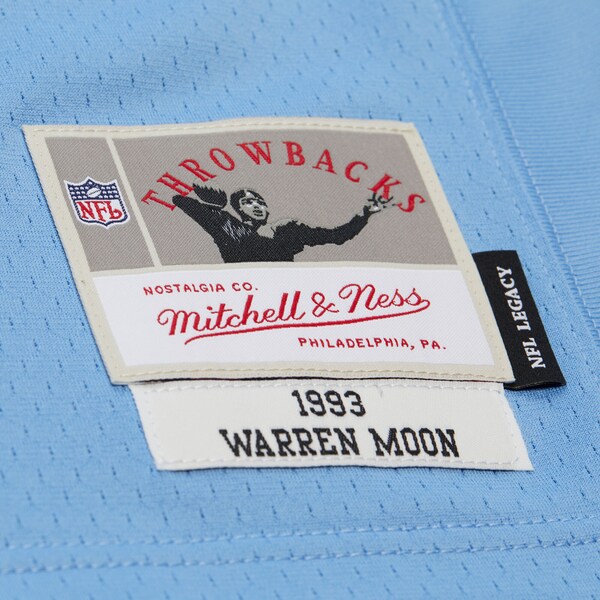 THROWBACKS
NFL
NOSTALGIA CO.
Mitchell & Ness
PHILADELPHIA, PA.
NFL LEGACY
1993
WARREN MOON